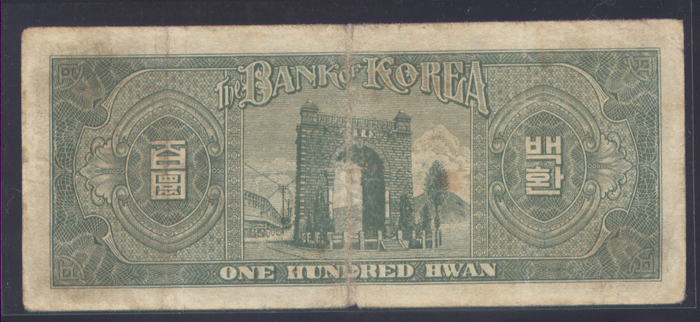 The BANK OF KOREA
百圜
백환
ONE HUNDRED HWAN